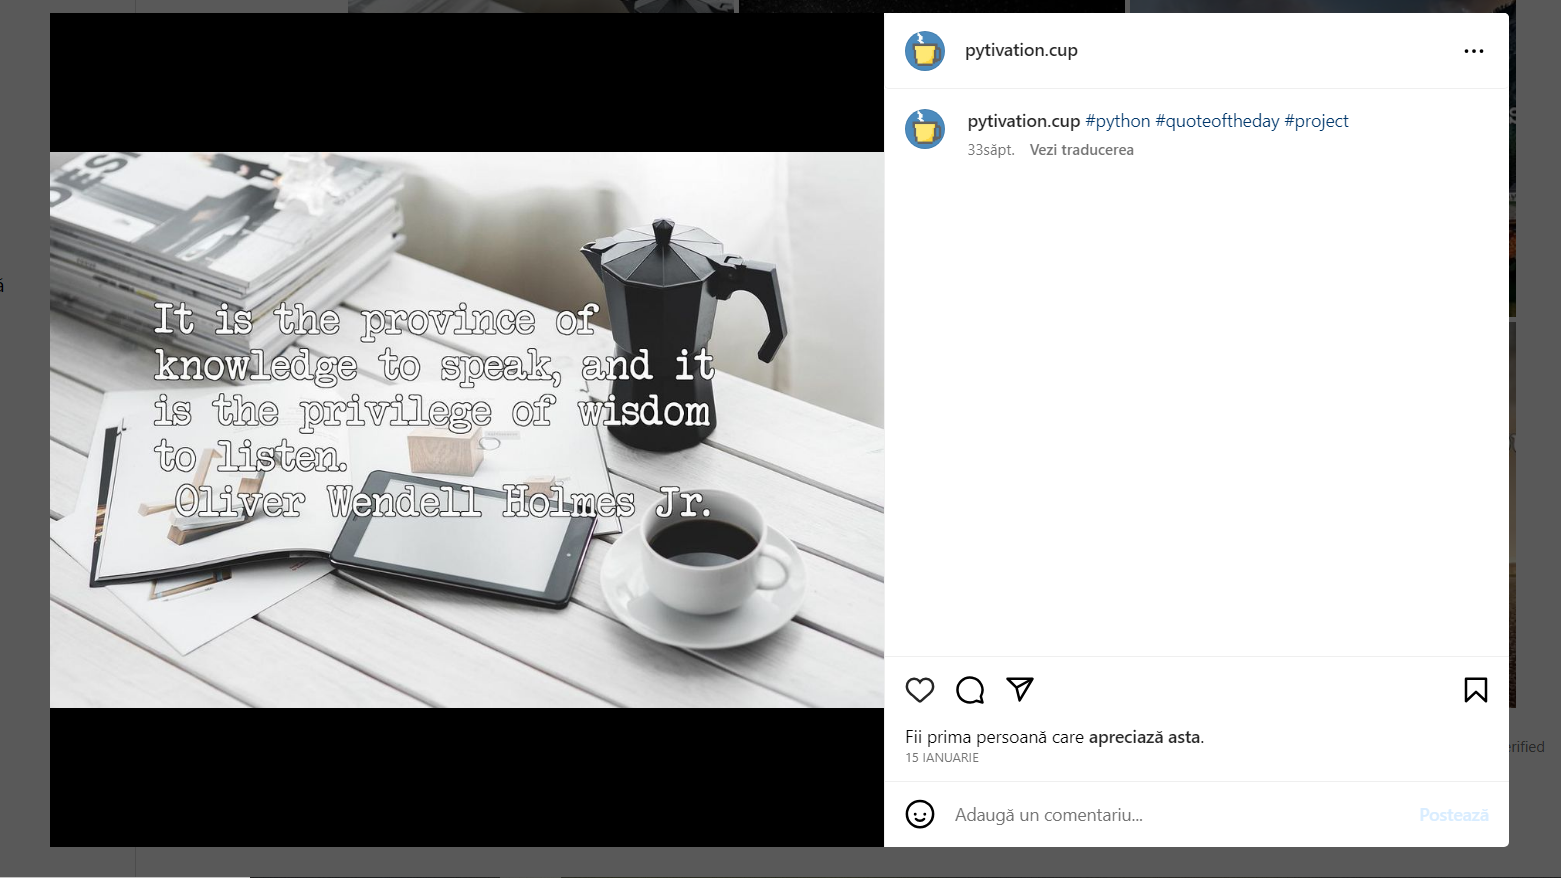 pytivation.cup
pytivation.cup #python #quoteoftheday #project
33săpt. Vezi traducerea
DES
It is the province of
knowledge to speak, and it
is the privilege of wisdom
to listen.
Oliver Wendell Holmes Jr.
Fii prima persoană care apreciază asta.
15 IANUARIE
Adaugă un comentariu...
Postează
erified